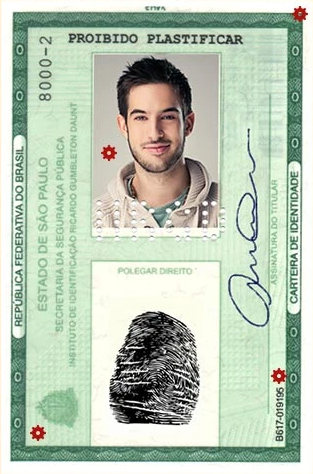 PROIBIDO PLASTIFICAR
8000-2
REPÚBLICA FEDERATIVA DO BRASIL
ESTADO DE SÃO PAULO
SECRETARIA DA SEGURANÇA PÚBLICA
INSTITUTO DE IDENTIFICAÇÃO RICARDO GUMBLETON DAUNT
POLEGAR DIREITO
ASSINATURA DO TITULAR
CARTEIRA DE IDENTIDADE
B617-019195